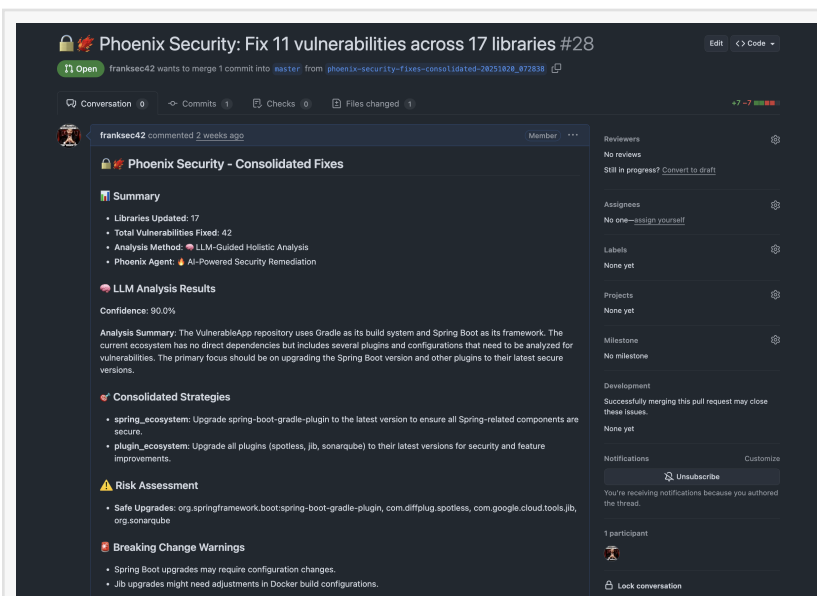 Phoenix Security: Fix 11 vulnerabilities across 17 libraries #28
Edit
<> Code
Open
franksec42 wants to merge 1 commit into master from phoenix-security-fixes-consolidated-20251020_072838
Conversation 0
Commits 1
Checks 0
Files changed 1
+7 −7
franksec42 commented 2 weeks ago
Member
Phoenix Security - Consolidated Fixes
Summary
• Libraries Updated: 17
• Total Vulnerabilities Fixed: 42
• Analysis Method: LLM-Guided Holistic Analysis
• Phoenix Agent: AI-Powered Security Remediation
LLM Analysis Results
Confidence: 90.0%
Analysis Summary: The VulnerableApp repository uses Gradle as its build system and Spring Boot as its framework. The
current ecosystem has no direct dependencies but includes several plugins and configurations that need to be analyzed for
vulnerabilities. The primary focus should be on upgrading the Spring Boot version and other plugins to their latest secure
versions.
Consolidated Strategies
• spring_ecosystem: Upgrade spring-boot-gradle-plugin to the latest version to ensure all Spring-related components are
secure.
• plugin_ecosystem: Upgrade all plugins (spotless, jib, sonarqube) to their latest versions for security and feature
improvements.
Risk Assessment
• Safe Upgrades: org.springframework.boot:spring-boot-gradle-plugin, com.diffplug.spotless, com.google.cloud.tools.jib,
org.sonarqube
Breaking Change Warnings
• Spring Boot upgrades may require configuration changes.
• Jib upgrades might need adjustments in Docker build configurations.
Reviewers
No reviews
Still in progress? Convert to draft
Assignees
No one—assign yourself
Labels
None yet
Projects
None yet
Milestone
No milestone
Development
Successfully merging this pull request may close
these issues.
None yet
Notifications
Customize
Unsubscribe
You're receiving notifications because you authored
the thread.
1 participant
Lock conversation